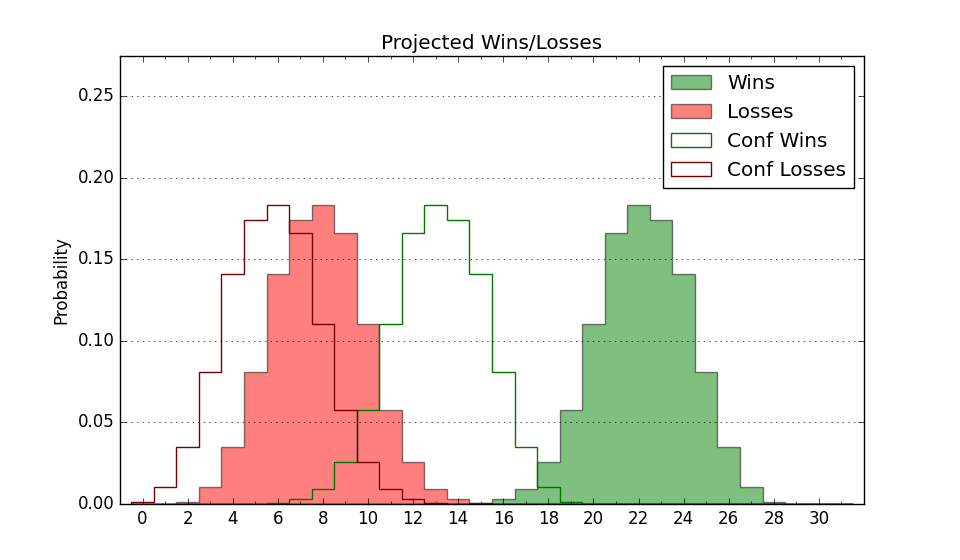 Projected Wins/Losses
Wins
Losses
Conf Wins
Conf Losses
Probability
0.25
0.20
0.15
0.10
0.05
0.00
0 2 4 6 8 10 12 14 16 18 20 22 24 26 28 30